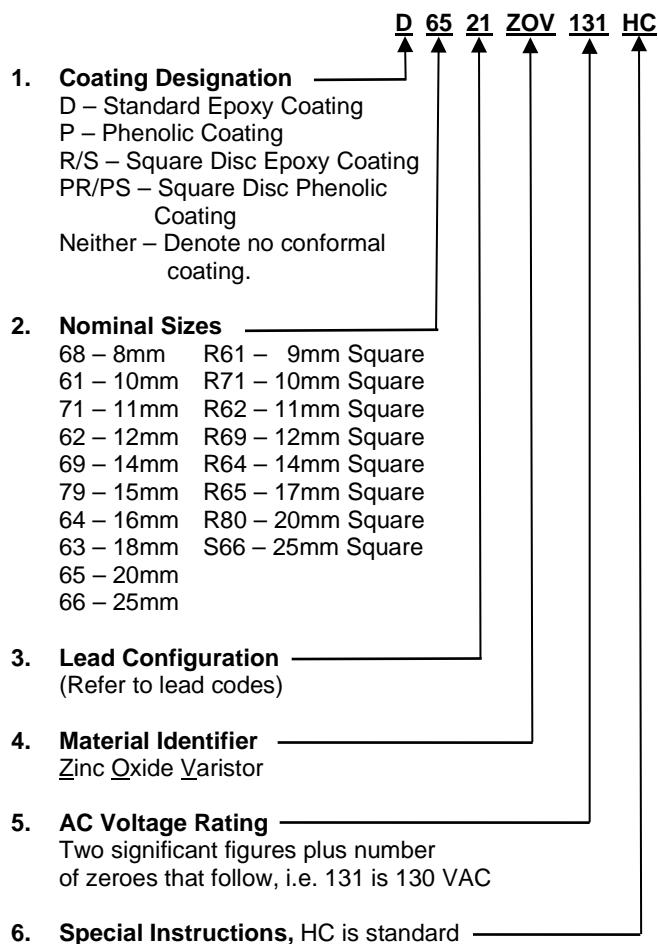 D 65 21 ZOV 131 HC
1. Coating Designation
D – Standard Epoxy Coating
P – Phenolic Coating
R/S – Square Disc Epoxy Coating
PR/PS – Square Disc Phenolic
Coating
Neither – Denote no conformal
coating.
2. Nominal Sizes
68 – 8mm R61 – 9mm Square
61 – 10mm R71 – 10mm Square
71 – 11mm R62 – 11mm Square
62 – 12mm R69 – 12mm Square
69 – 14mm R64 – 14mm Square
79 – 15mm R65 – 17mm Square
64 – 16mm R80 – 20mm Square
63 – 18mm S66 – 25mm Square
65 – 20mm
66 – 25mm
3. Lead Configuration
(Refer to lead codes)
4. Material Identifier
Zinc Oxide Varistor
5. AC Voltage Rating
Two significant figures plus number
of zeroes that follow, i.e. 131 is 130 VAC
6. Special Instructions, HC is standard